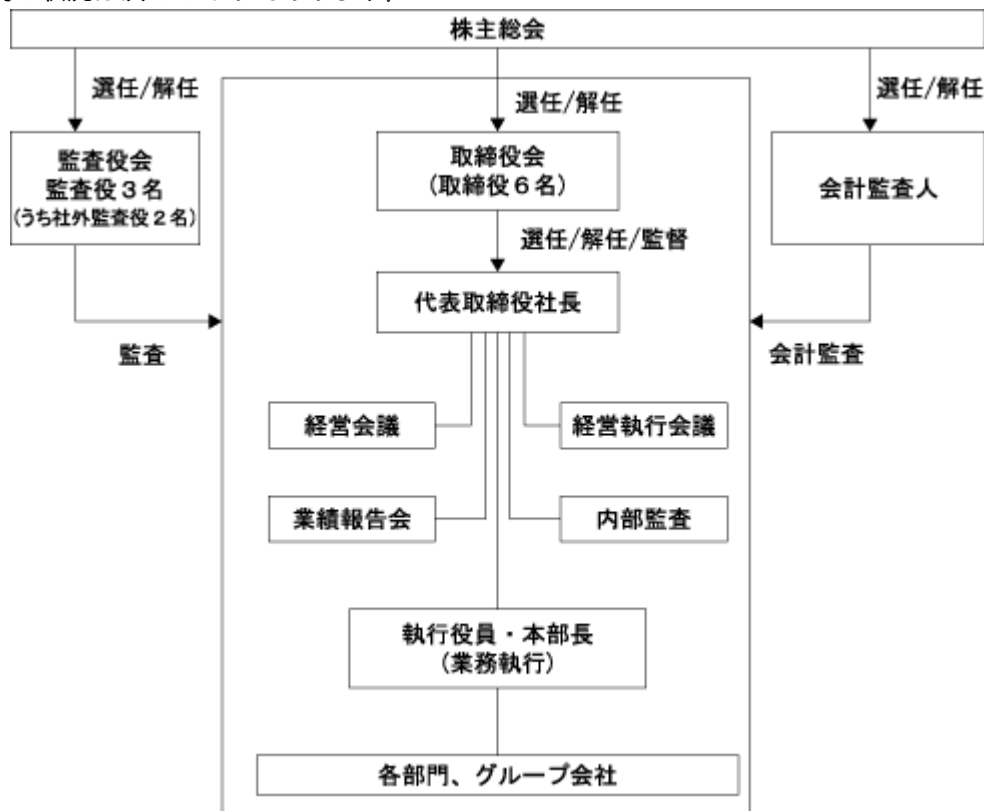 株主総会
選任/解任
選任/解任
選任/解任
監査役会
監査役3名
(うち社外監査役2名)
取締役会
(取締役6名)
会計監査人
選任/解任/監督
代表取締役社長
監査
会計監査
経営会議
経営執行会議
業績報告会
内部監査
執行役員・本部長
(業務執行)
各部門、グループ会社